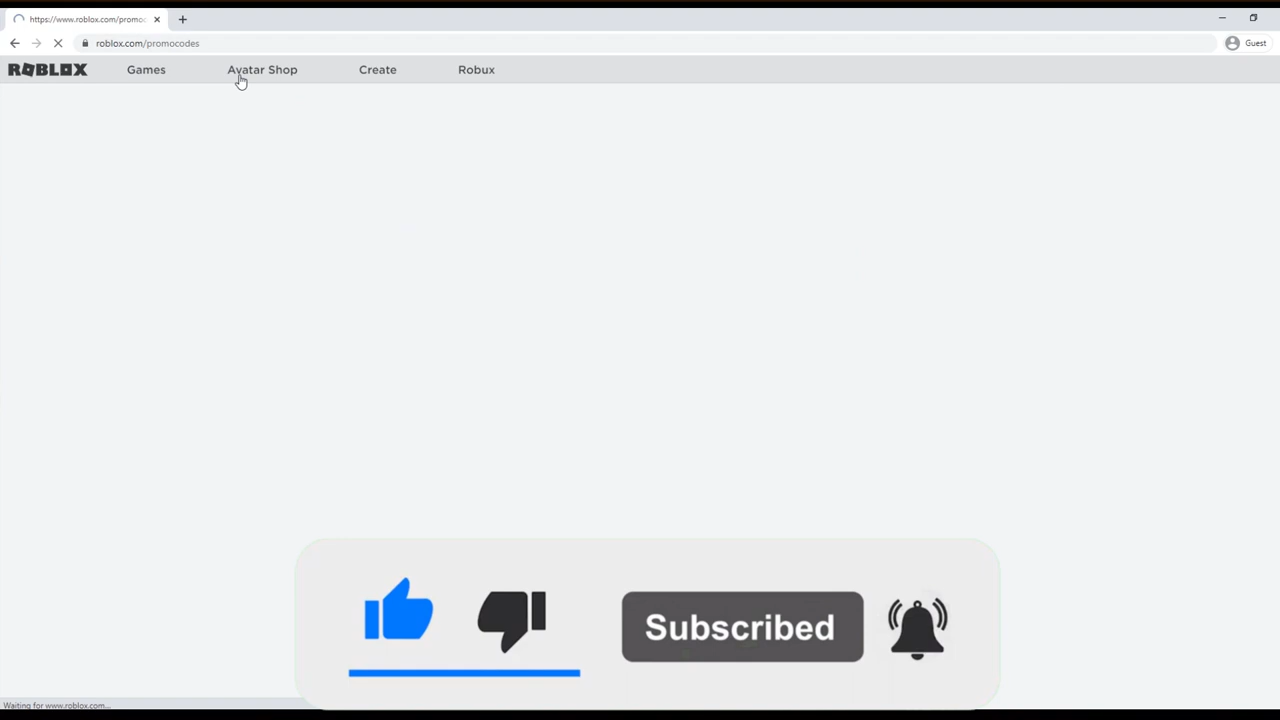 https://www.roblox.com/promoc
roblox.com/promocodes
Guest
ROBLOX
Games
Avatar Shop
Create
Robux
Subscribed
Waiting for www.roblox.com...